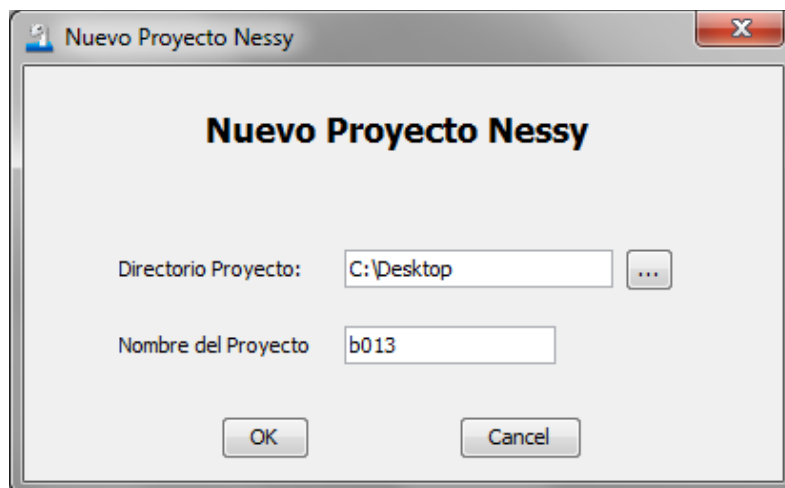 Nuevo Proyecto Nessy
Nuevo Proyecto Nessy
Directorio Proyecto: C:\Desktop ...
Nombre del Proyecto b013
OK Cancel